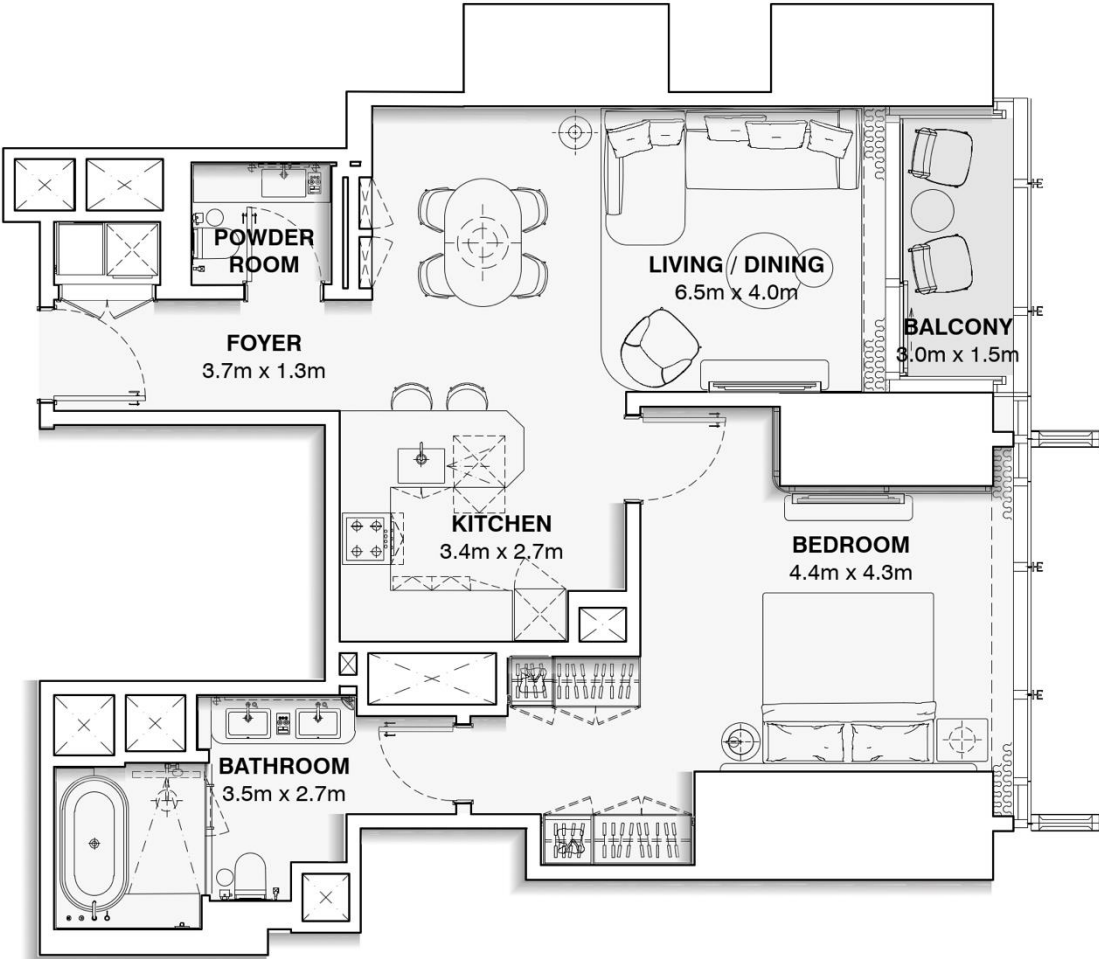 POWDER
ROOM
LIVING / DINING
6.5m x 4.0m
FOYER
3.7m x 1.3m
BALCONY
3.0m x 1.5m
KITCHEN
3.4m x 2.7m
BEDROOM
4.4m x 4.3m
BATHROOM
3.5m x 2.7m